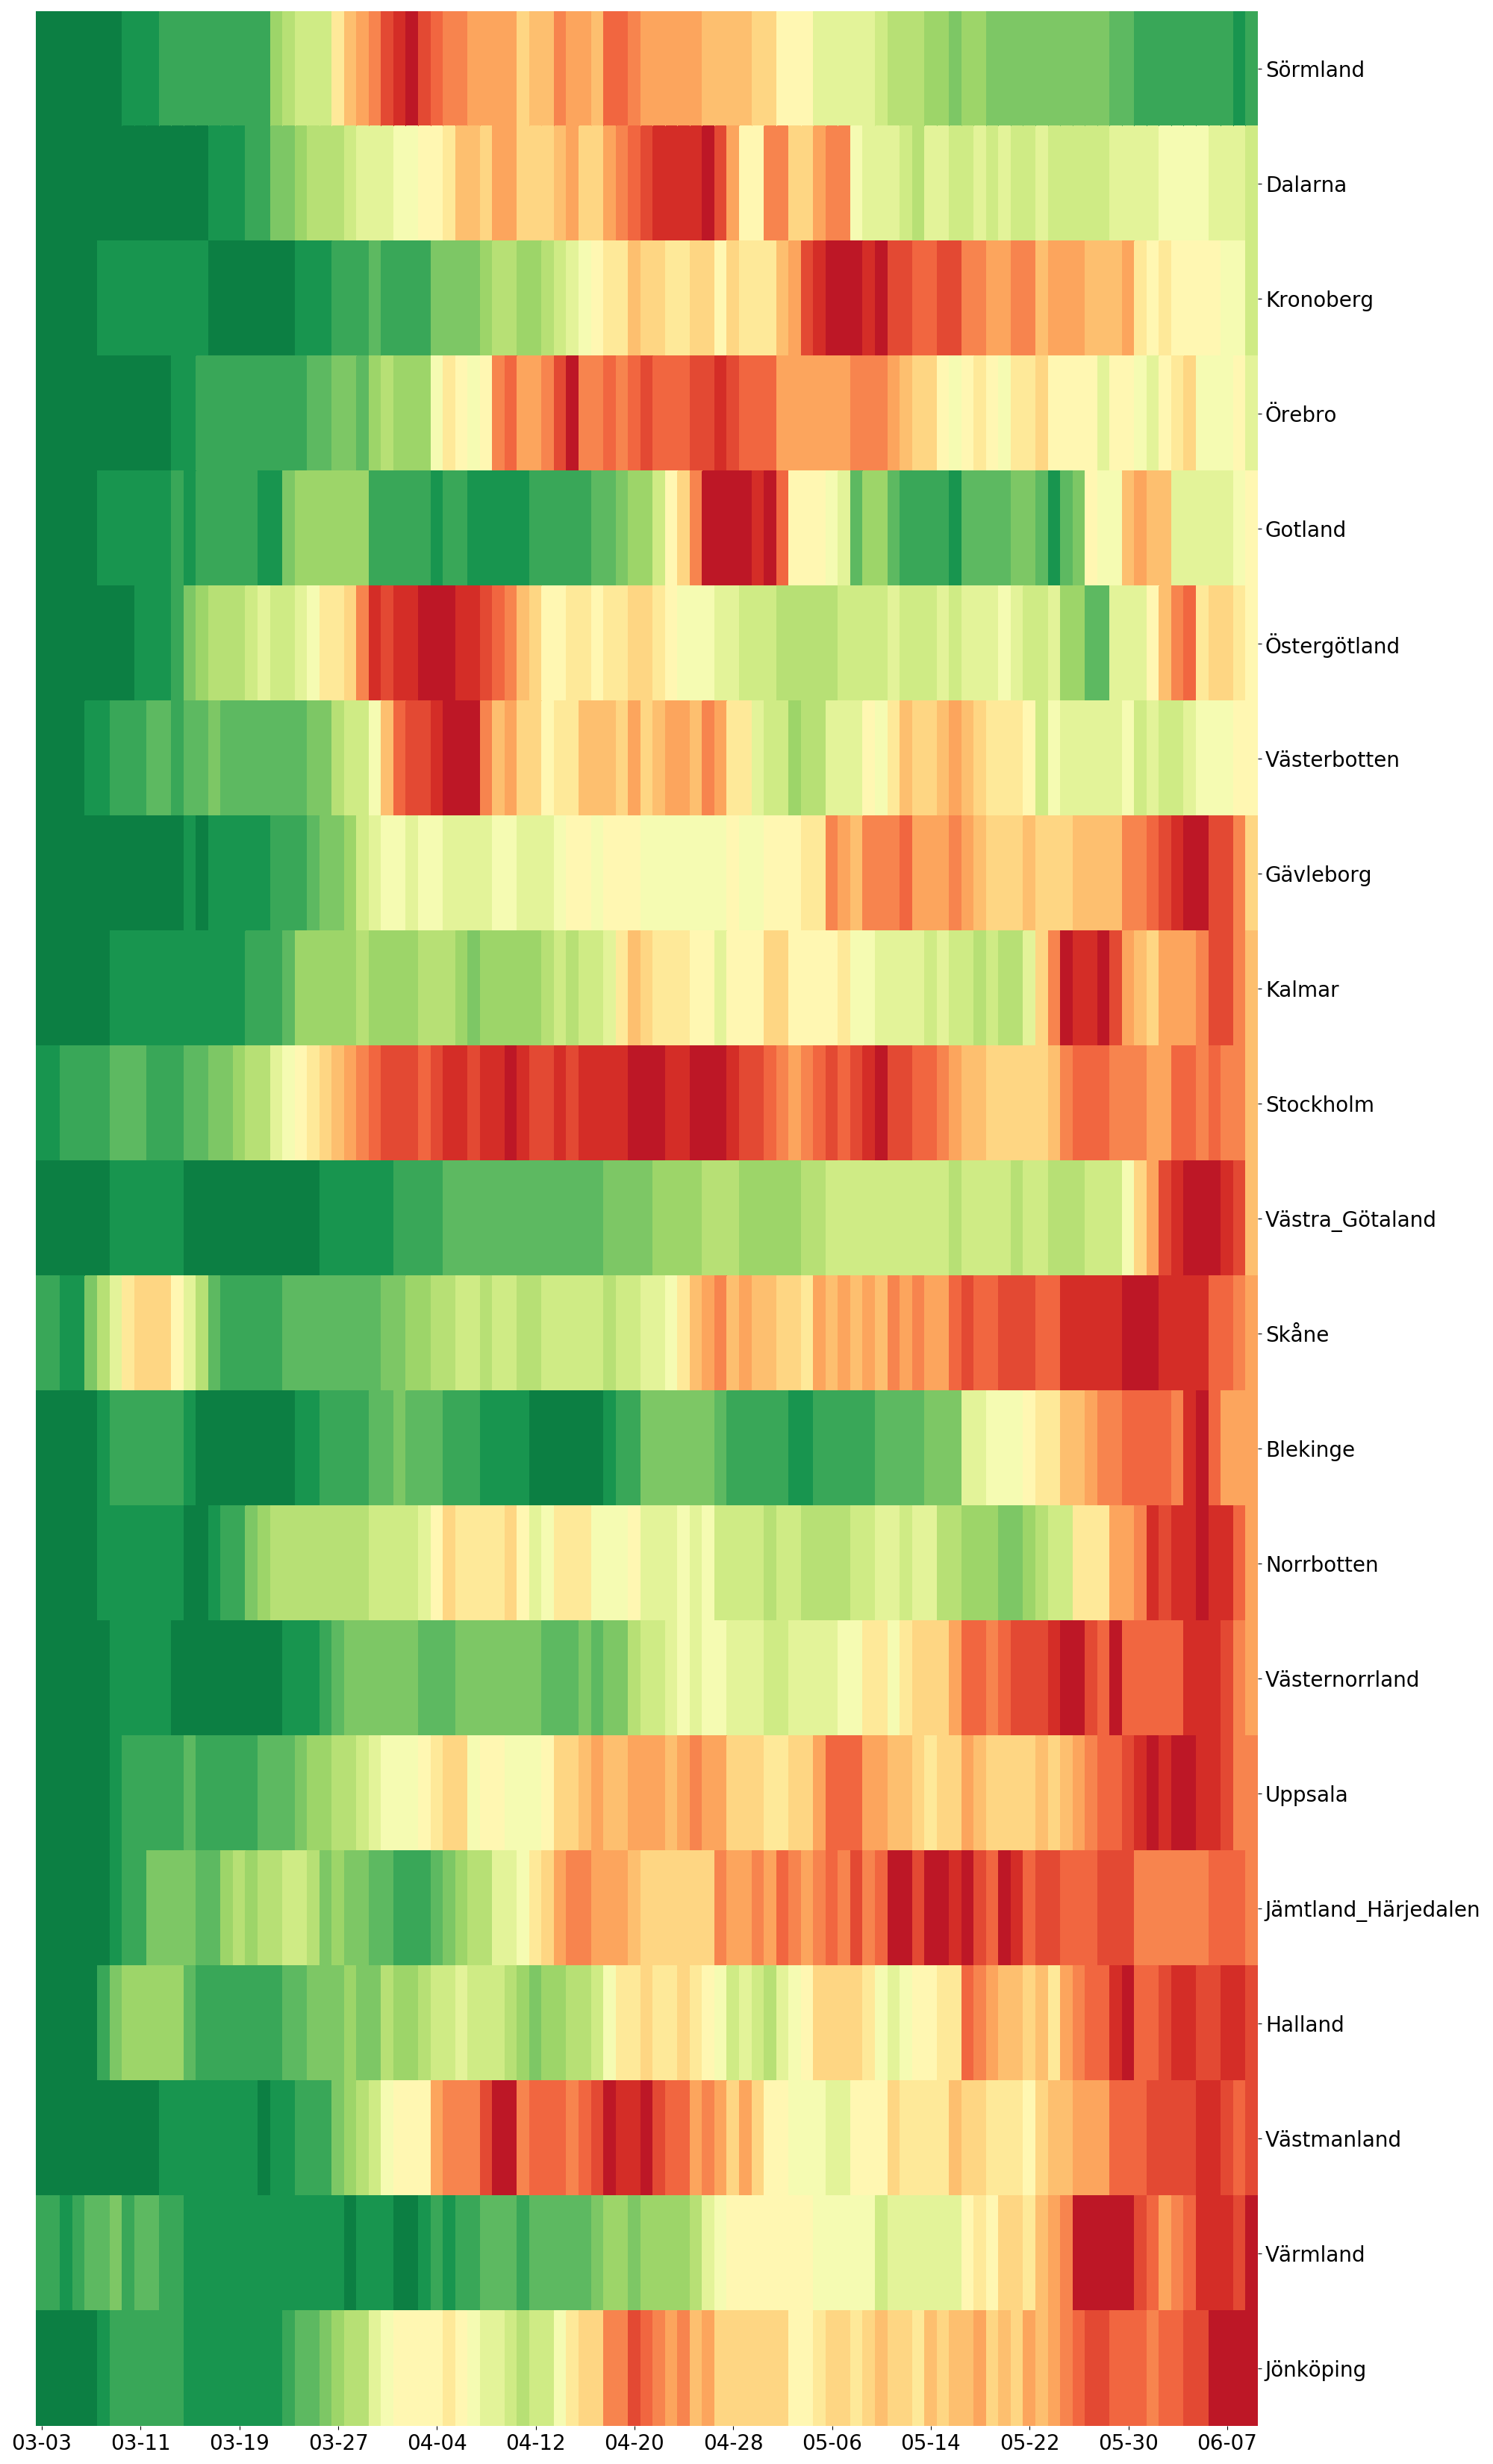 Sörmland
Dalarna
Kronoberg
Örebro
Gotland
Östergötland
Västerbotten
Gävleborg
Kalmar
Stockholm
Västra_Götaland
Skåne
Blekinge
Norrbotten
Västernorrland
Uppsala
Jämtland_Härjedalen
Halland
Västmanland
Värmland
Jönköping
03-03 03-11 03-19 03-27 04-04 04-12 04-20 04-28 05-06 05-14 05-22 05-30 06-07